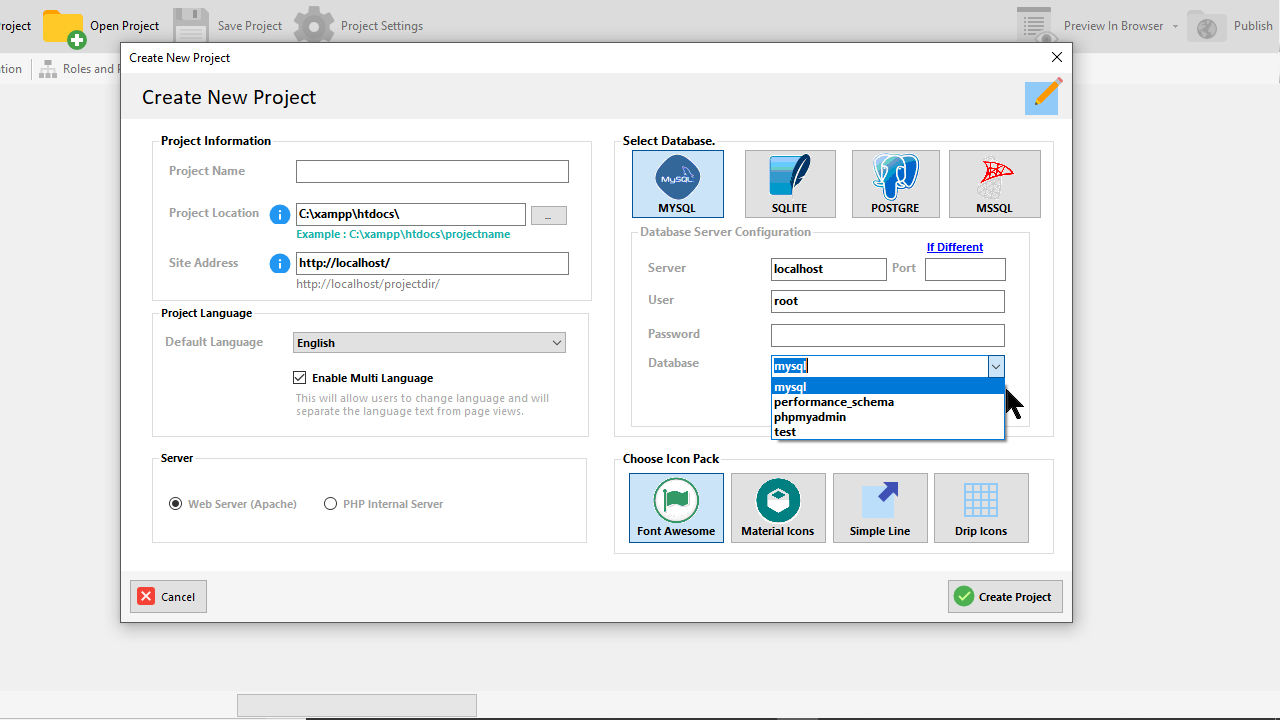 roject
Open Project
Save Project
Project Settings
Preview In Browser
Publish
tion
Roles and P
Create New Project
Create New Project
Project Information
Project Name
Project Location
C:\xampp\htdocs\
..
Example : C:\xampp\htdocs\projectname
Site Address
http://localhost/
http://localhost/projectdir/
Project Language
Default Language
English
Enable Multi Language
This will allow users to change language and will
separate the language text from page views.
Server
Web Server (Apache)
PHP Internal Server
Select Database.
MySQL
MYSQL
SQLITE
POSTGRE
MSSQL
Database Server Configuration
If Different
Server
localhost
Port
User
root
Password
Database
mysql
mysql
performance_schema
phpmyadmin
test
Choose Icon Pack
Font Awesome
Material Icons
Simple Line
Drip Icons
Cancel
Create Project